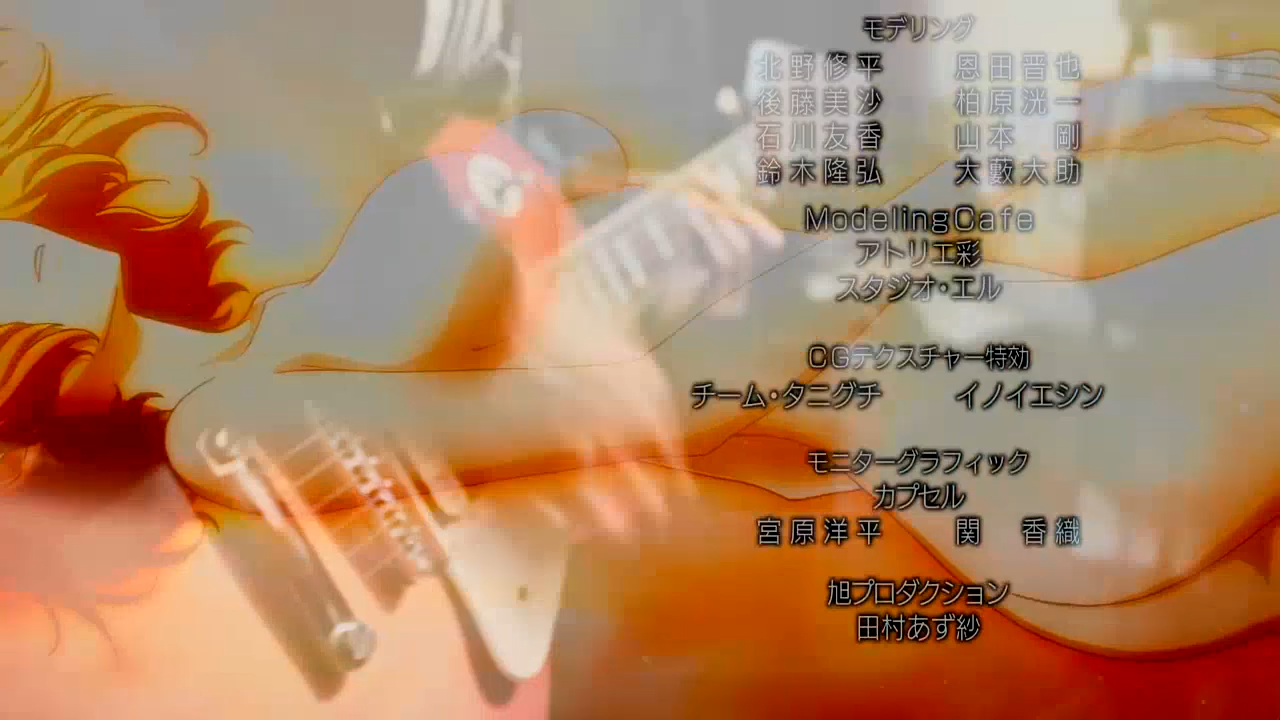 モデリング
北野修平 恩田晋也
後藤美沙 柏原洸一
石川友香 山本 剛
鈴木隆弘 大藪大助
ModelingCafe
アトリエ彩
スタジオ・エル
CGテクスチャー特効
チーム・タニグチ イノイエシン
モニターグラフィック
カプセル
宮原洋平 関 香織
旭プロダクション
田村あず紗